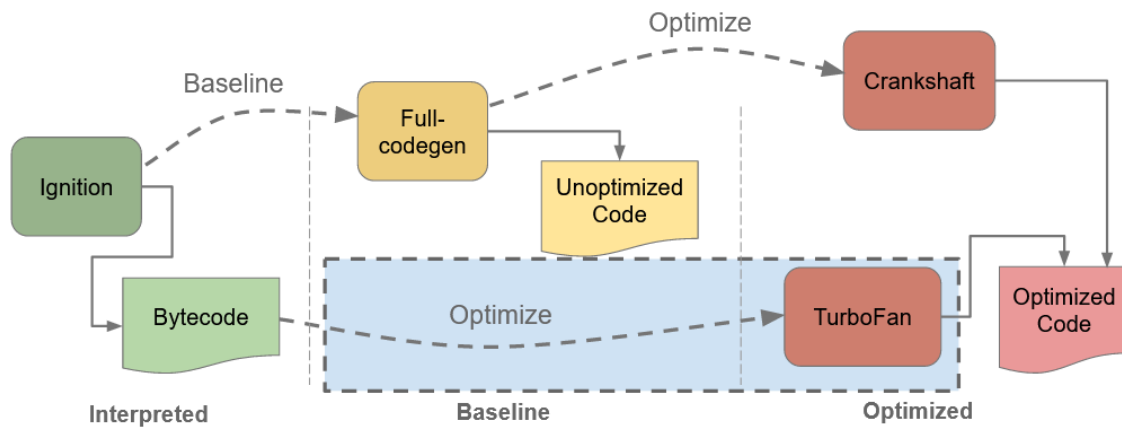 Optimize
Baseline
Crankshaft
Full-
codegen
Ignition
Unoptimized
Code
Bytecode
Optimize
TurboFan
Optimized
Code
Interpreted
Baseline
Optimized